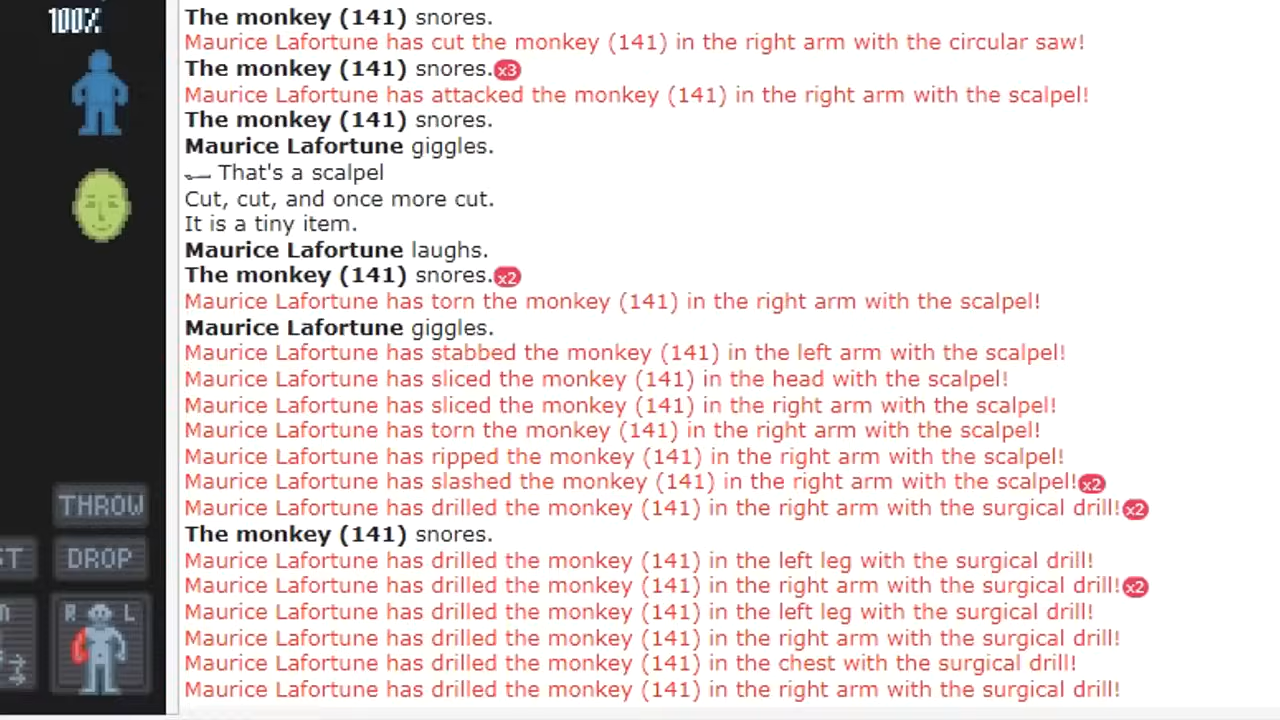 100%
The monkey (141) snores.
Maurice Lafortune has cut the monkey (141) in the right arm with the circular saw!
The monkey (141) snores. x3
Maurice Lafortune has attacked the monkey (141) in the right arm with the scalpel!
The monkey (141) snores.
Maurice Lafortune giggles.
That's a scalpel
Cut, cut, and once more cut.
It is a tiny item.
Maurice Lafortune laughs.
The monkey (141) snores. x2
Maurice Lafortune has torn the monkey (141) in the right arm with the scalpel!
Maurice Lafortune giggles.
Maurice Lafortune has stabbed the monkey (141) in the left arm with the scalpel!
Maurice Lafortune has sliced the monkey (141) in the head with the scalpel!
Maurice Lafortune has sliced the monkey (141) in the right arm with the scalpel!
Maurice Lafortune has torn the monkey (141) in the right arm with the scalpel!
Maurice Lafortune has ripped the monkey (141) in the right arm with the scalpel!
Maurice Lafortune has slashed the monkey (141) in the right arm with the scalpel! x2
Maurice Lafortune has drilled the monkey (141) in the right arm with the surgical drill! x2
The monkey (141) snores.
Maurice Lafortune has drilled the monkey (141) in the left leg with the surgical drill!
Maurice Lafortune has drilled the monkey (141) in the right arm with the surgical drill! x2
Maurice Lafortune has drilled the monkey (141) in the left leg with the surgical drill!
Maurice Lafortune has drilled the monkey (141) in the right arm with the surgical drill!
Maurice Lafortune has drilled the monkey (141) in the chest with the surgical drill!
Maurice Lafortune has drilled the monkey (141) in the right arm with the surgical drill!
THROW
DROP
R L